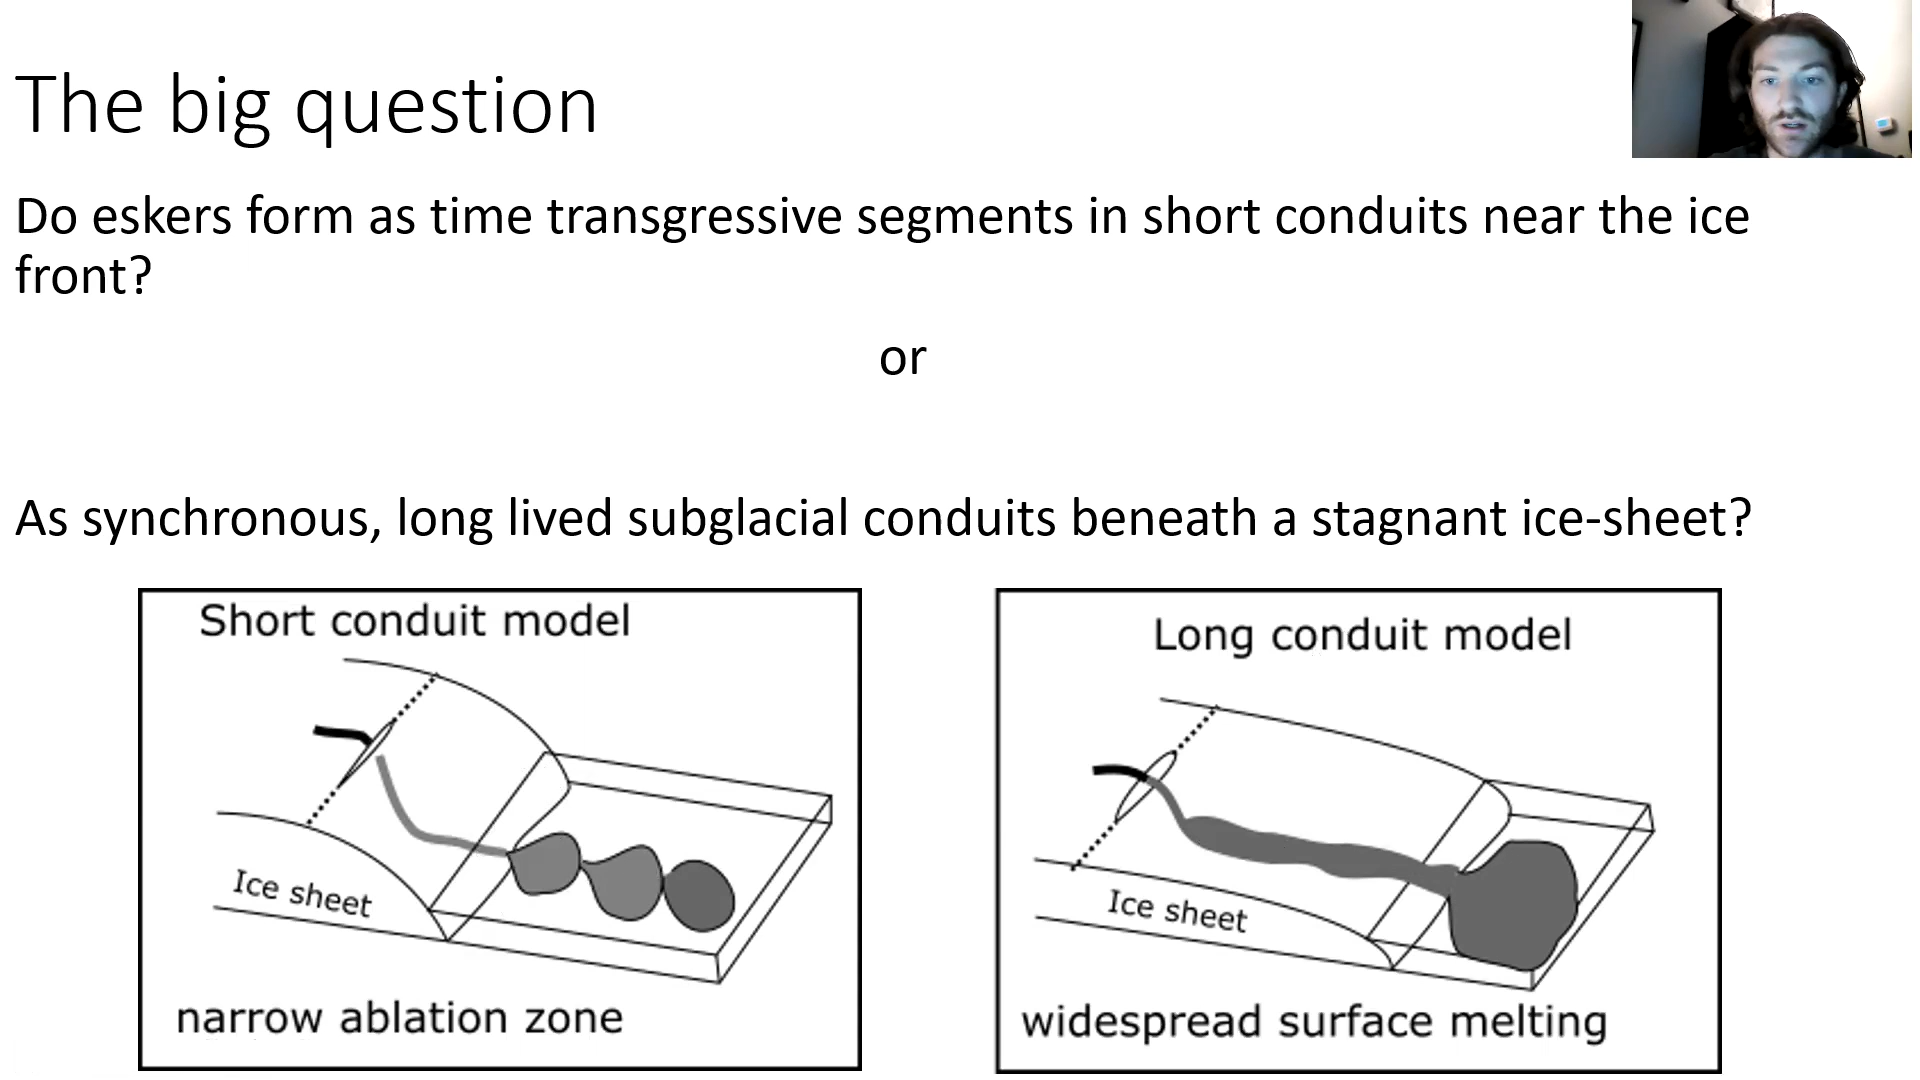 The big question
Do eskers form as time transgressive segments in short conduits near the ice
front?
or
As synchronous, long lived subglacial conduits beneath a stagnant ice-sheet?
Short conduit model
Ice sheet
narrow ablation zone
Long conduit model
Ice sheet
widespread surface melting